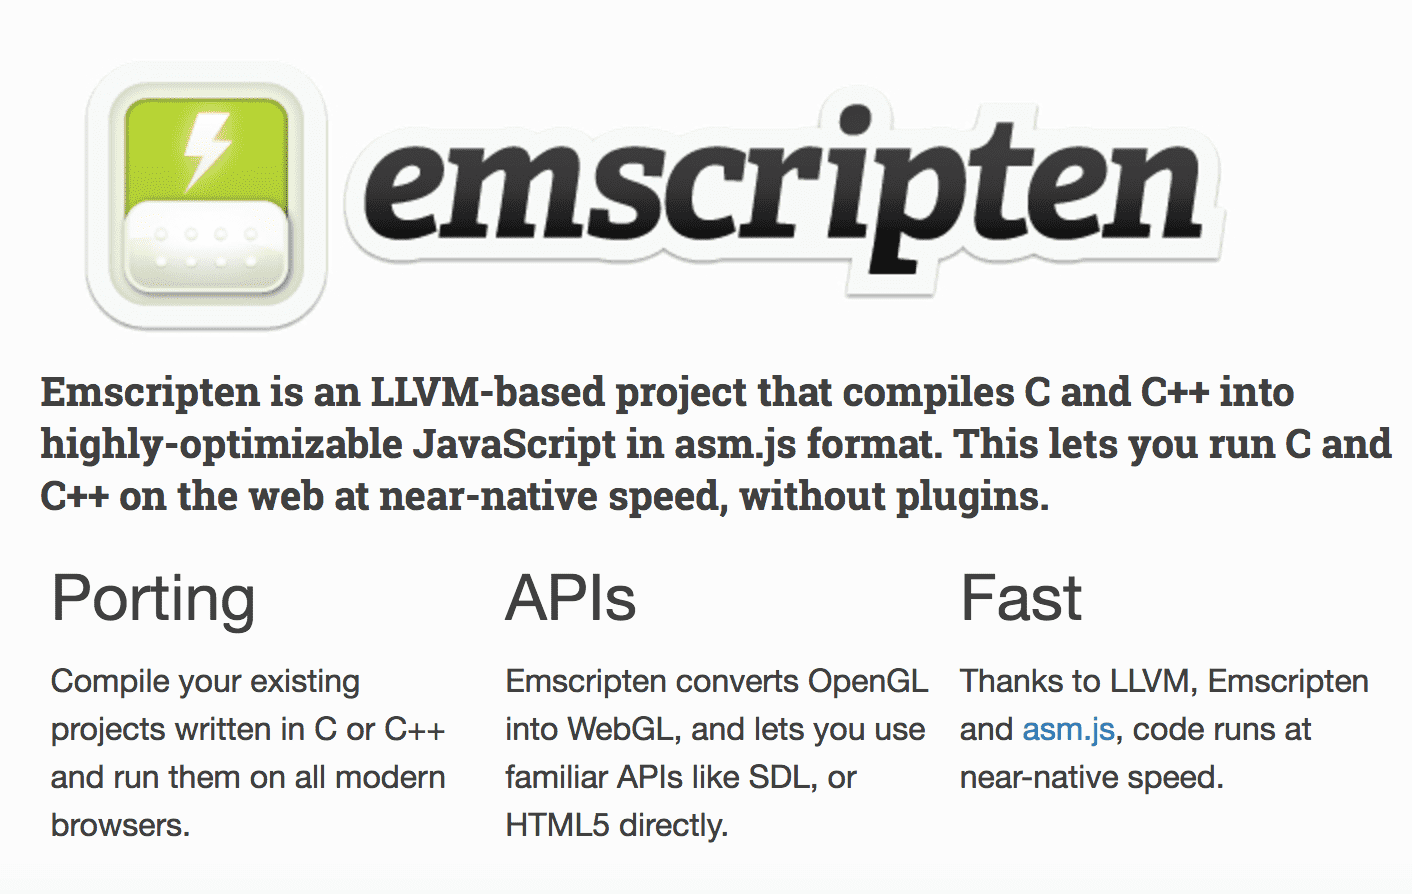 emscripten
Emscripten is an LLVM-based project that compiles C and C++ into
highly-optimizable JavaScript in asm.js format. This lets you run C and
C++ on the web at near-native speed, without plugins.
Porting
Compile your existing
projects written in C or C++
and run them on all modern
browsers.
APIs
Emscripten converts OpenGL
into WebGL, and lets you use
familiar APIs like SDL, or
HTML5 directly.
Fast
Thanks to LLVM, Emscripten
and asm.js, code runs at
near-native speed.